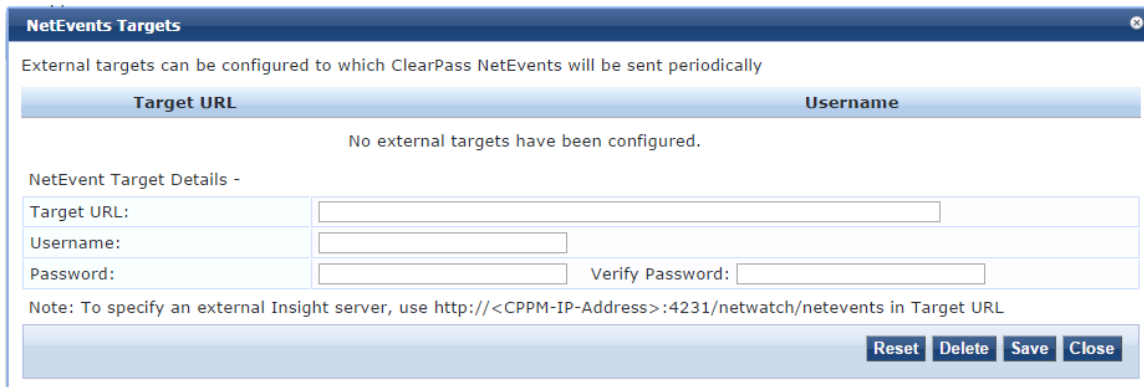 NetEvents Targets
External targets can be configured to which ClearPass NetEvents will be sent periodically
Target URL Username
No external targets have been configured.
NetEvent Target Details -
Target URL:
Username:
Password: Verify Password:
Note: To specify an external Insight server, use http://<CPPM-IP-Address>:4231/netwatch/netevents in Target URL
Reset Delete Save Close